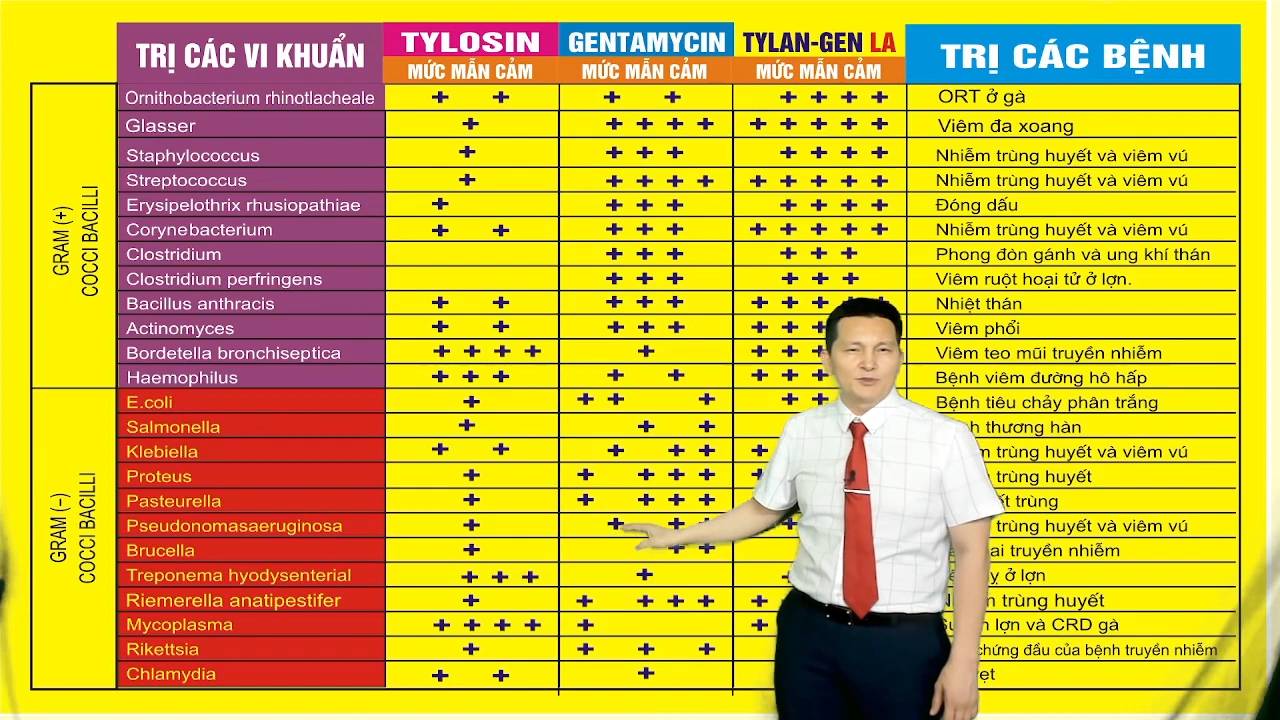 TRỊ CÁC VI KHUẨN TYLOSIN GENTAMYCIN TYLAN-GEN LA TRỊ CÁC BỆNH
MỨC MẪN CẢM MỨC MẪN CẢM MỨC MẪN CẢM
GRAM (+)
COCCI BACILLI
Ornithobacterium rhinotlacheale + + + + + + + + ORT ở gà
Glasser + + + + + + + + + + Viêm đa xoang
Staphylococcus + + + + + + + + Nhiễm trùng huyết và viêm vú
Streptococcus + + + + + + + + + + Nhiễm trùng huyết và viêm vú
Erysipelothrix rhusiopathiae + + + + + + + + Đóng dấu
Corynebacterium + + + + + + + + + + Nhiễm trùng huyết và viêm vú
Clostridium + + + + + + Phong đòn gánh và ung khí thán
Clostridium perfringens + + + + + + Viêm ruột hoại tử ở lợn.
Bacillus anthracis + + + + + + + + + + Nhiệt thán
Actinomyces + + + + + + + + Viêm phổi
Bordetella bronchiseptica + + + + + + + + Viêm teo mũi truyền nhiễm
Haemophilus + + + + + + + + Bệnh viêm đường hô hấp
GRAM (–)
COCCI BACILLI
E.coli + + + + + + Bệnh tiêu chảy phân trắng
Salmonella + + + thương hàn
Klebiella + + + + + + trùng huyết và viêm vú
Proteus + + + + + + trùng huyết
Pasteurella + + + + + trùng
Pseudonomasaeruginosa + + + + + trùng huyết và viêm vú
Brucella + + + truyền nhiễm
Treponema hyodysenterial + + + + ở lợn
Riemerella anatipestifer + + + + + + trùng huyết
Mycoplasma + + + + + + lợn và CRD gà
Rikettsia + + + + chứng đầu của bệnh truyền nhiễm
Chlamydia + + +